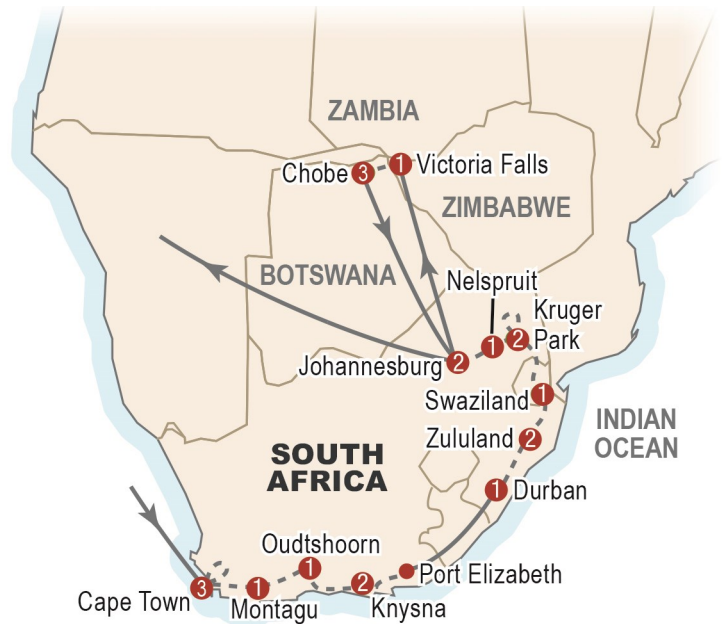 ZAMBIA
Chobe 3 1 Victoria Falls
ZIMBABWE
BOTSWANA
Nelspruit
Kruger
Park
2
1
Johannesburg 2
Swaziland 1
INDIAN
OCEAN
Zululand 2
SOUTH
AFRICA
1 Durban
Oudtshoorn
1
Port Elizabeth
Cape Town 3
1
Montagu
2
Knysna